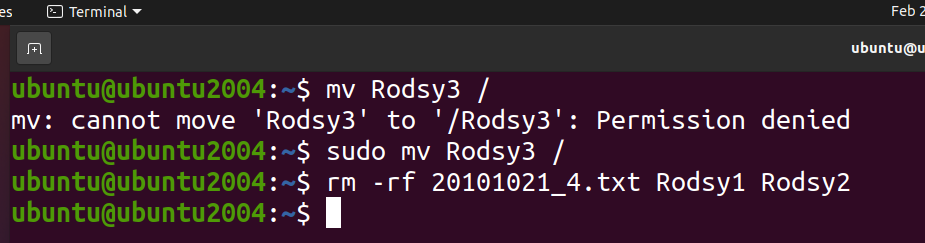 es Terminal Feb 2
ubuntu@u
ubuntu@ubuntu2004:~$ mv Rodsy3 /
mv: cannot move 'Rodsy3' to '/Rodsy3': Permission denied
ubuntu@ubuntu2004:~$ sudo mv Rodsy3 /
ubuntu@ubuntu2004:~$ rm -rf 20101021_4.txt Rodsy1 Rodsy2
ubuntu@ubuntu2004:~$